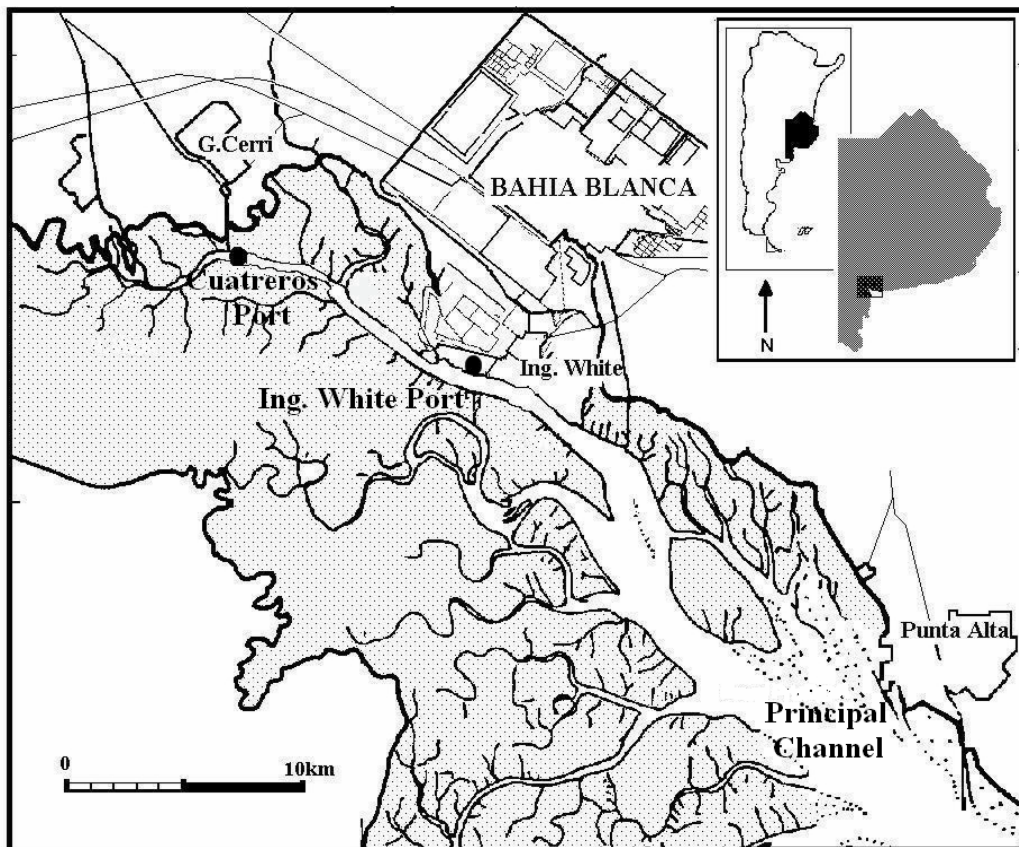 G.Cerri
BAHIA BLANCA
Cuatreros
Port
N
Ing. White
Ing. White Port
Punta Alta
Principal
Channel
0
10km